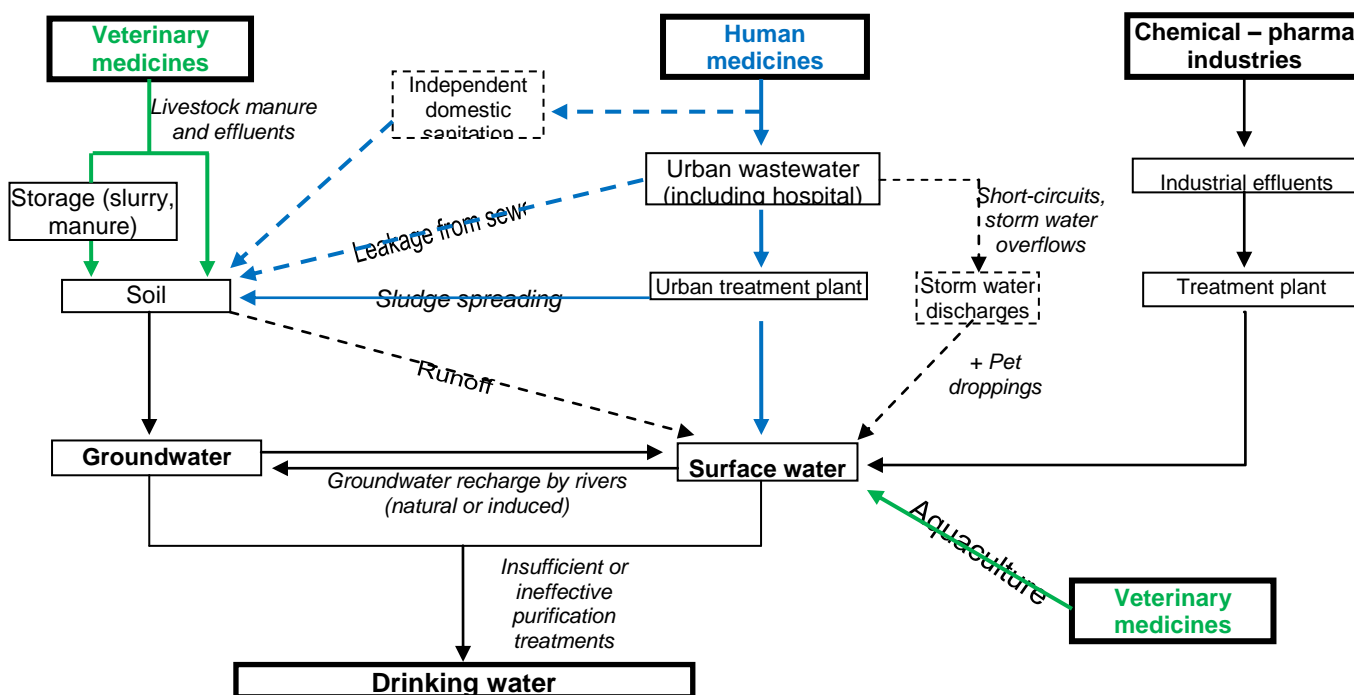 Veterinary
medicines
Human
medicines
Chemical – pharma
industries
Livestock manure
and effluents
Independent
domestic
sanitation
Storage (slurry,
manure)
Urban wastewater
(including hospital)
Short-circuits,
storm water
overflows
Industrial effluents
Leakage from sewe
Soil
Sludge spreading
Urban treatment plant
Storm water
discharges
Treatment plant
Runoff
+ Pet
droppings
Groundwater
Surface water
Groundwater recharge by rivers
(natural or induced)
Aquaculture
Insufficient or
ineffective
purification
treatments
Veterinary
medicines
Drinking water